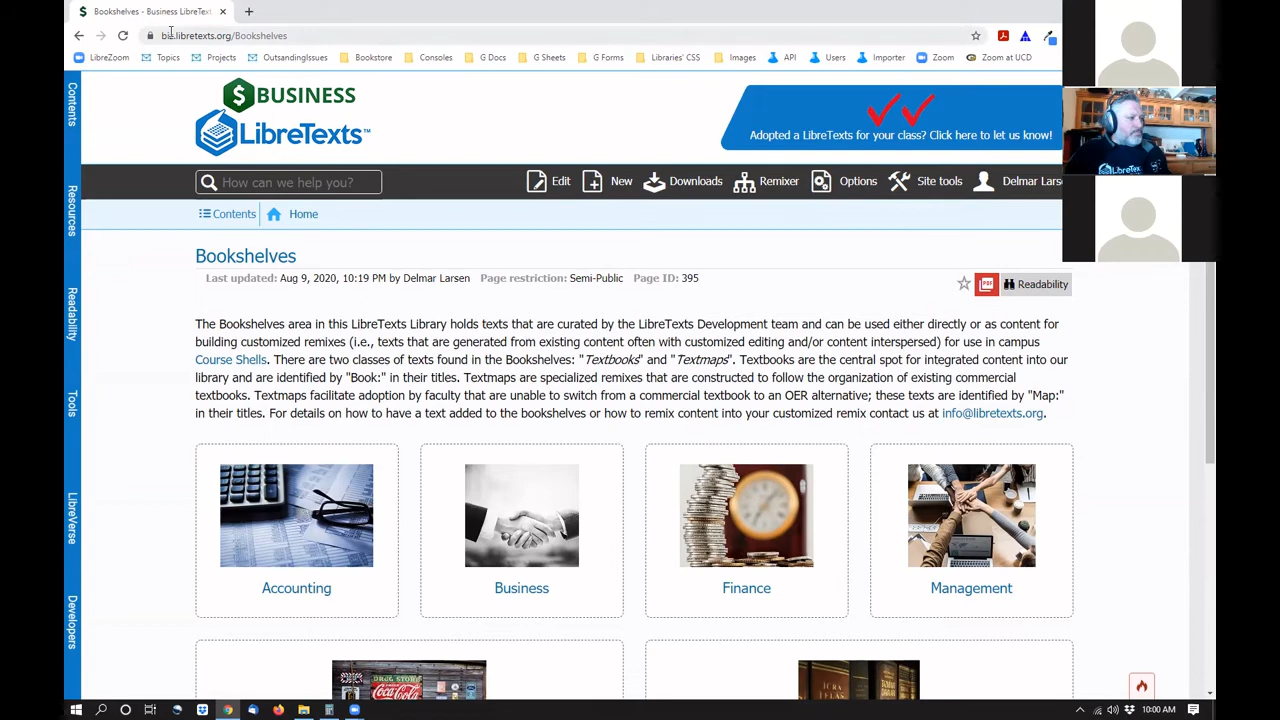 Bookshelves - Business LibreText
libretexts.org/Bookshelves
LibreZoom Topics Projects OutsandingIssues Bookstore Consoles G Docs G Sheets G Forms Libraries' CSS Images API Users Importer Zoom Zoom at UCD
Contents
Resources
Readability
Tools
LibreVerse
Developers
$ BUSINESS
LibreTexts™
Adopted a LibreTexts for your class? Click here to let us know!
How can we help you? Edit New Downloads Remixer Options Site tools Delmar Lars
Contents Home
Bookshelves
Last updated: Aug 9, 2020, 10:19 PM by Delmar Larsen Page restriction: Semi-Public Page ID: 395
PDF Readability
The Bookshelves area in this LibreTexts Library holds texts that are curated by the LibreTexts Development team and can be used either directly or as content for
building customized remixes (i.e., texts that are generated from existing content often with customized editing and/or content interspersed) for use in campus
Course Shells. There are two classes of texts found in the Bookshelves: "Textbooks" and "Textmaps". Textbooks are the central spot for integrated content into our
library and are identified by "Book:" in their titles. Textmaps are specialized remixes that are constructed to follow the organization of existing commercial
textbooks. Textmaps facilitate adoption by faculty that are unable to switch from a commercial textbook to an OER alternative; these texts are identified by "Map:"
in their titles. For details on how to have a text added to the bookshelves or how to remix content into your customized remix contact us at info@libretexts.org.
Accounting Business Finance Management
DRUG STORE
Coca-Cola
10:00 AM